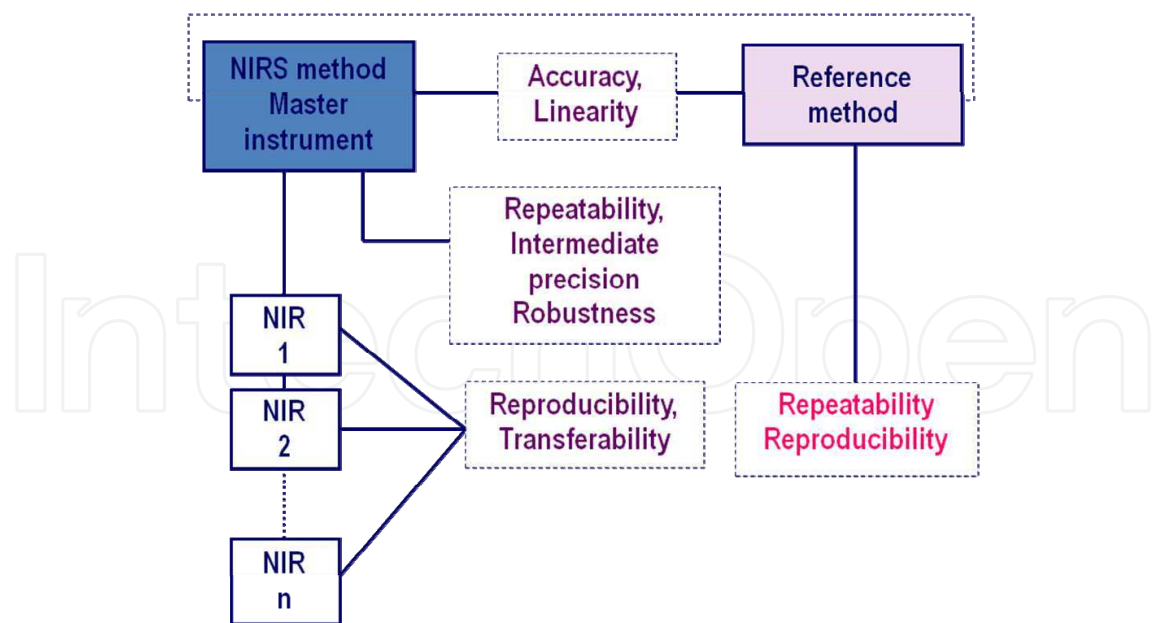 NIRS method
Master
instrument
Accuracy,
Linearity
Reference
method
Repeatability,
Intermediate
precision
Robustness
NIR
1
NIR
2
NIR
n
Reproducibility,
Transferability
Repeatability
Reproducibility
IntechOpen